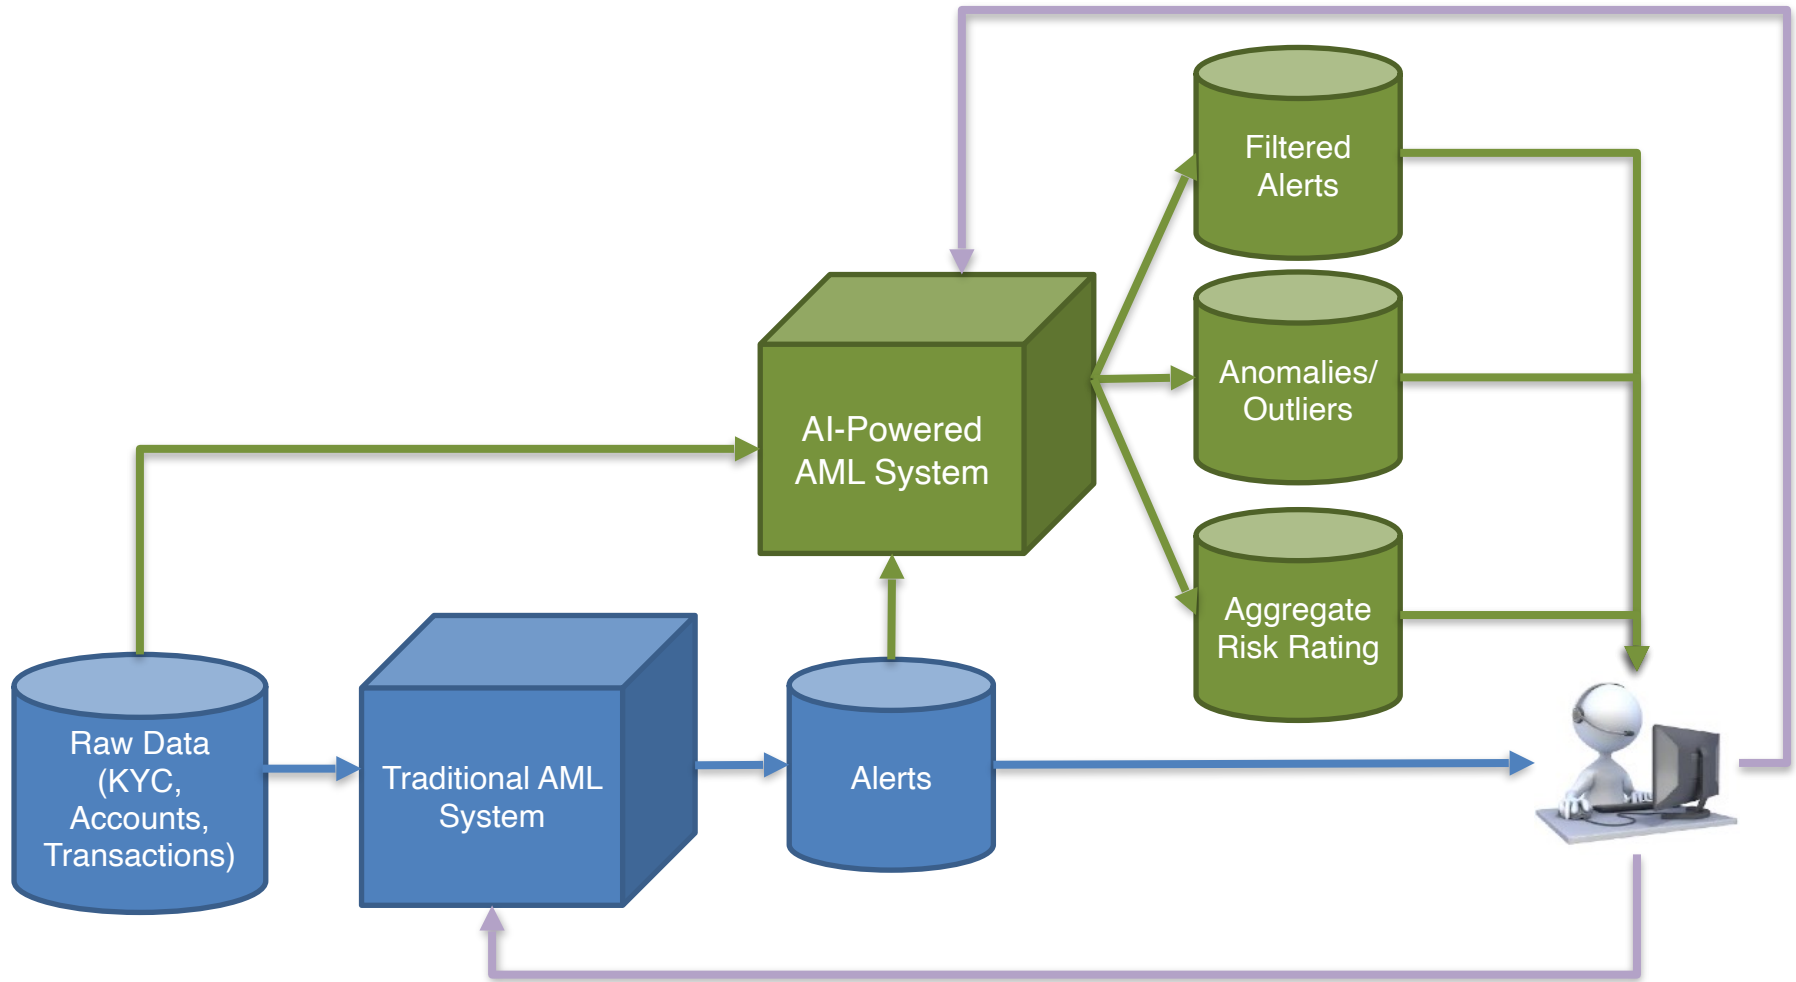 Filtered
Alerts
Anomalies/
Outliers
AI-Powered
AML System
Aggregate
Risk Rating
Raw Data
(KYC,
Accounts,
Transactions)
Traditional AML
System
Alerts